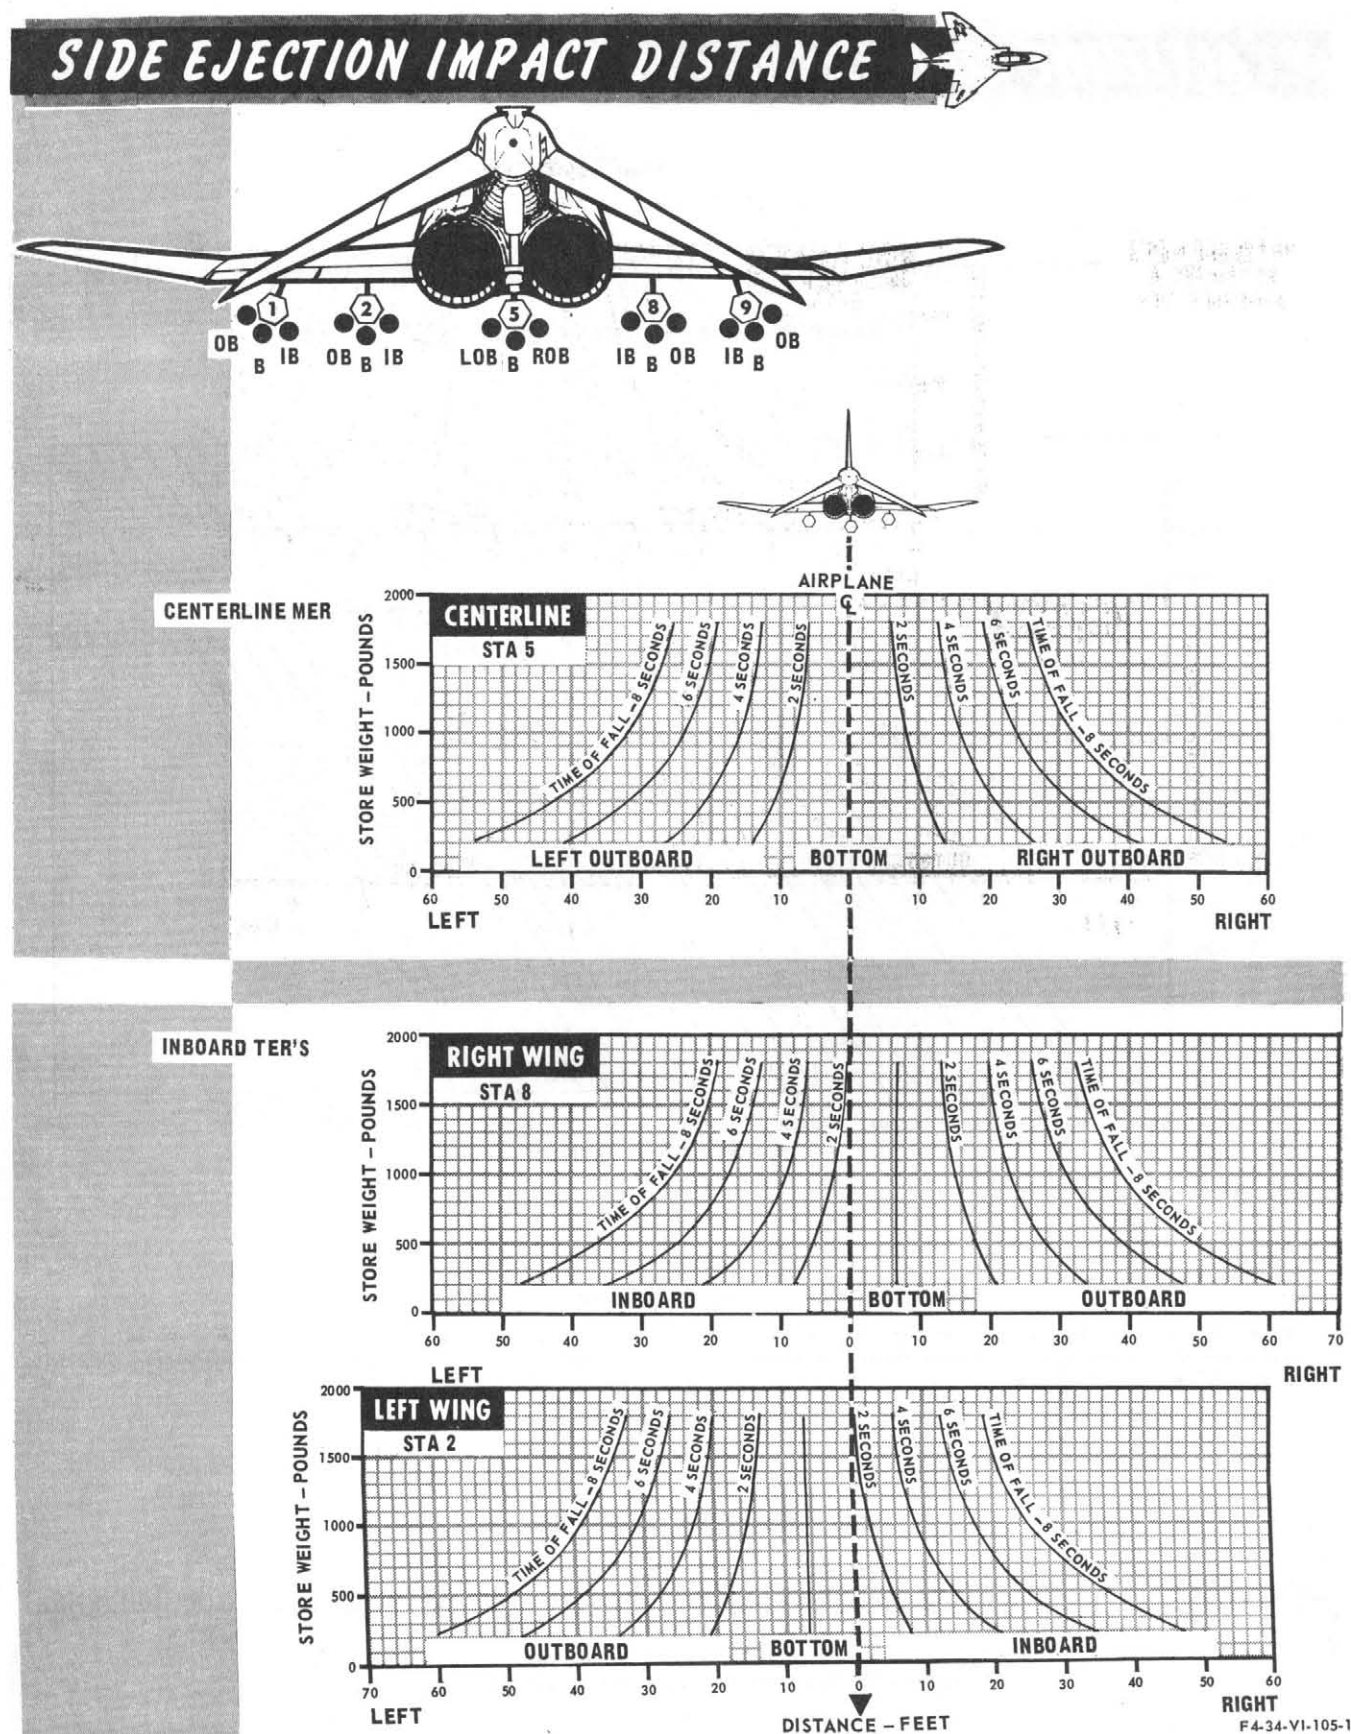 SIDE EJECTION IMPACT DISTANCE
1 2 5 8 9
OB B IB OB B IB LOB B ROB IB B OB IB B OB
AIRPLANE
CENTERLINE MER
CENTERLINE
STA 5
STORE WEIGHT – POUNDS
2000
1500
1000
500
0
TIME OF FALL – 8 SECONDS
6 SECONDS
4 SECONDS
2 SECONDS
2 SECONDS
4 SECONDS
6 SECONDS
TIME OF FALL – 8 SECONDS
LEFT OUTBOARD BOTTOM RIGHT OUTBOARD
60 50 40 30 20 10 0 10 20 30 40 50 60
LEFT RIGHT
INBOARD TER'S
RIGHT WING
STA 8
STORE WEIGHT – POUNDS
2000
1500
1000
500
0
TIME OF FALL – 8 SECONDS
6 SECONDS
4 SECONDS
2 SECONDS
2 SECONDS
4 SECONDS
6 SECONDS
TIME OF FALL – 8 SECONDS
INBOARD BOTTOM OUTBOARD
60 50 40 30 20 10 0 10 20 30 40 50 60 70
LEFT RIGHT
LEFT WING
STA 2
STORE WEIGHT – POUNDS
2000
1500
1000
500
0
TIME OF FALL – 8 SECONDS
6 SECONDS
4 SECONDS
2 SECONDS
2 SECONDS
4 SECONDS
6 SECONDS
TIME OF FALL – 8 SECONDS
OUTBOARD BOTTOM INBOARD
70 60 50 40 30 20 10 0 10 20 30 40 50 60
LEFT RIGHT
DISTANCE – FEET
F4-34-VI-105-1